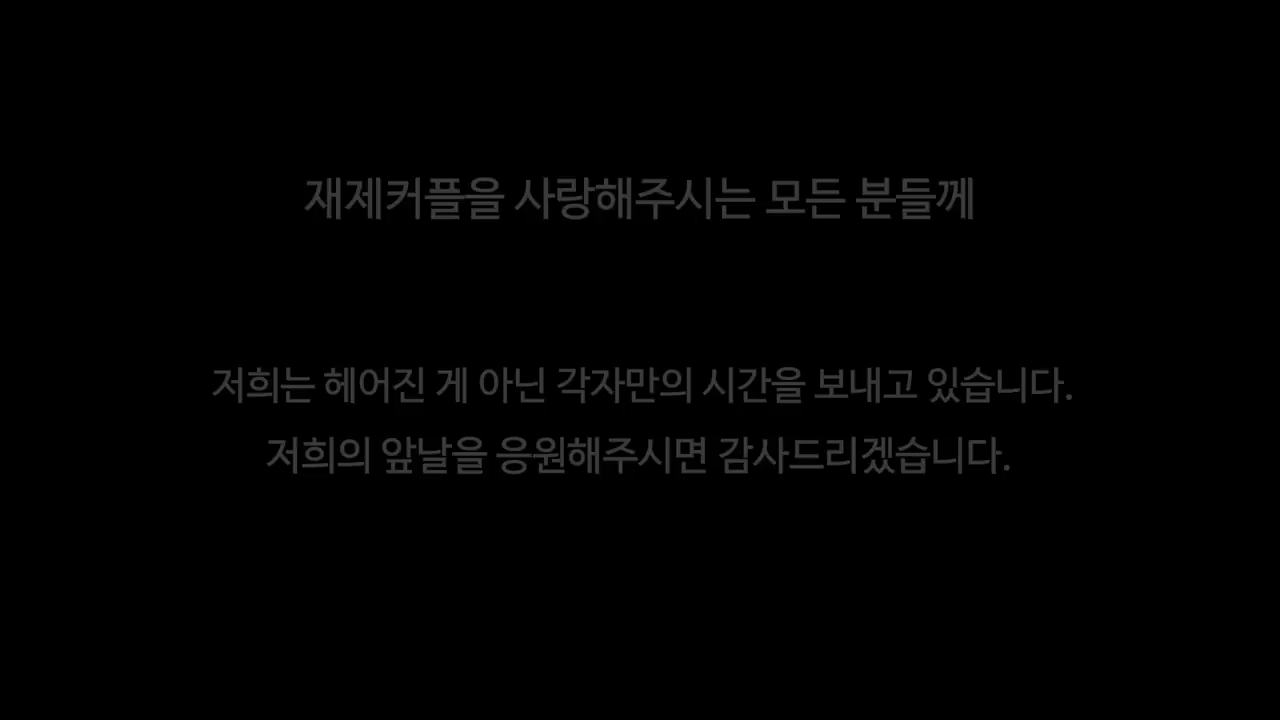 재제커플을 사랑해주시는 모든 분들께
저희는 헤어진 게 아닌 각자만의 시간을 보내고 있습니다.
저희의 앞날을 응원해주시면 감사드리겠습니다.